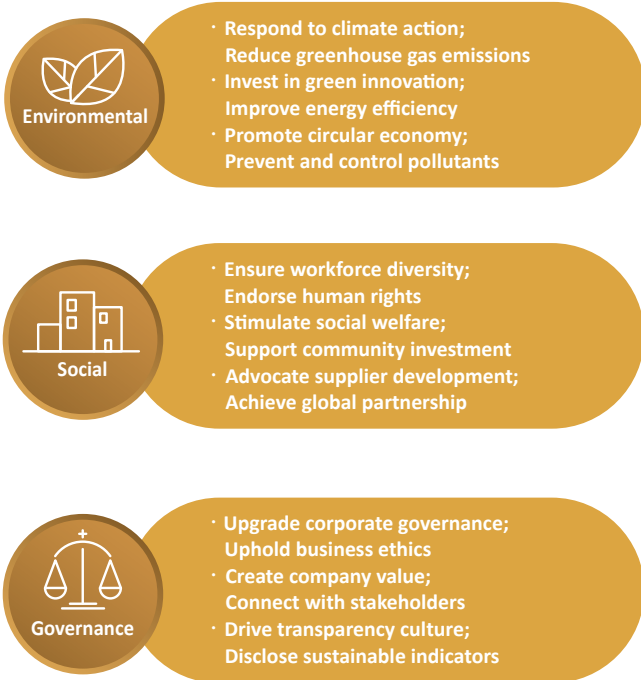 Environmental
· Respond to climate action;
Reduce greenhouse gas emissions
· Invest in green innovation;
Improve energy efficiency
· Promote circular economy;
Prevent and control pollutants
Social
· Ensure workforce diversity;
Endorse human rights
· Stimulate social welfare;
Support community investment
· Advocate supplier development;
Achieve global partnership
Governance
· Upgrade corporate governance;
Uphold business ethics
· Create company value;
Connect with stakeholders
· Drive transparency culture;
Disclose sustainable indicators